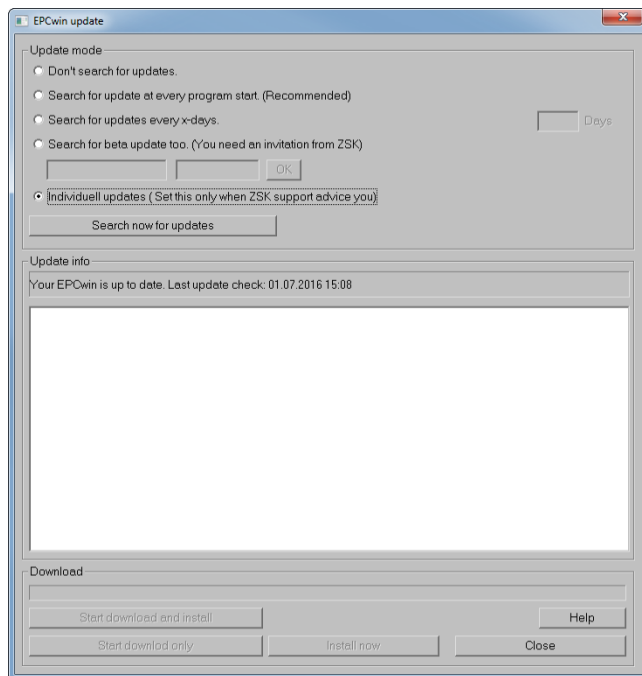 EPCwin update
Update mode
Don't search for updates.
Search for update at every program start. (Recommended)
Search for updates every x-days.
Days
Search for beta update too. (You need an invitation from ZSK)
OK
Individuell updates ( Set this only when ZSK support advice you)
Search now for updates
Update info
Your EPCwin is up to date. Last update check: 01.07.2016 15:08
Download
Start download and install
Help
Start downlod only
Install now
Close